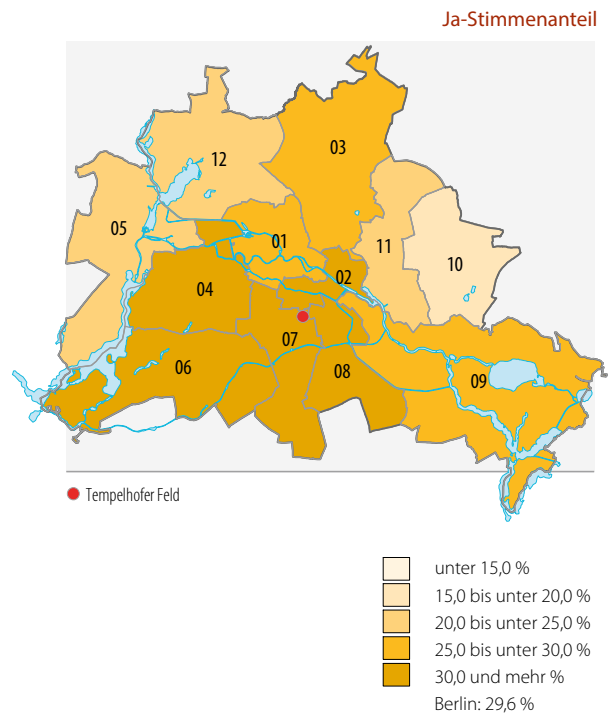 Ja-Stimmenanteil
03
12
05
01
11
02
10
04
07
06
08
09
Tempelhofer Feld
unter 15,0 %
15,0 bis unter 20,0 %
20,0 bis unter 25,0 %
25,0 bis unter 30,0 %
30,0 und mehr %
Berlin: 29,6 %